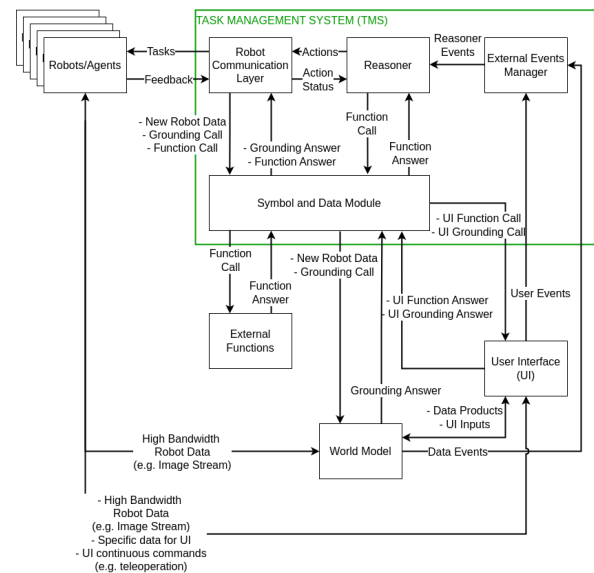 TASK MANAGEMENT SYSTEM (TMS)
Robots/Agents
Tasks
Feedback
Robot
Communication
Layer
Actions
Action
Status
Reasoner
Reasoner
Events
External Events
Manager
- New Robot Data
- Grounding Call
- Function Call
- Grounding Answer
- Function Answer
Function
Call
Function
Answer
Symbol and Data Module
- UI Function Call
- UI Grounding Call
Function
Call
Function
Answer
- New Robot Data
- Grounding Call
- UI Function Answer
- UI Grounding Answer
User Events
External
Functions
User Interface
(UI)
Grounding Answer
- Data Products
- UI Inputs
High Bandwidth
Robot Data
(e.g. Image Stream)
World Model
Data Events
- High Bandwidth
Robot Data
(e.g. Image Stream)
- Specific data for UI
- UI continuous commands
(e.g. teleoperation)